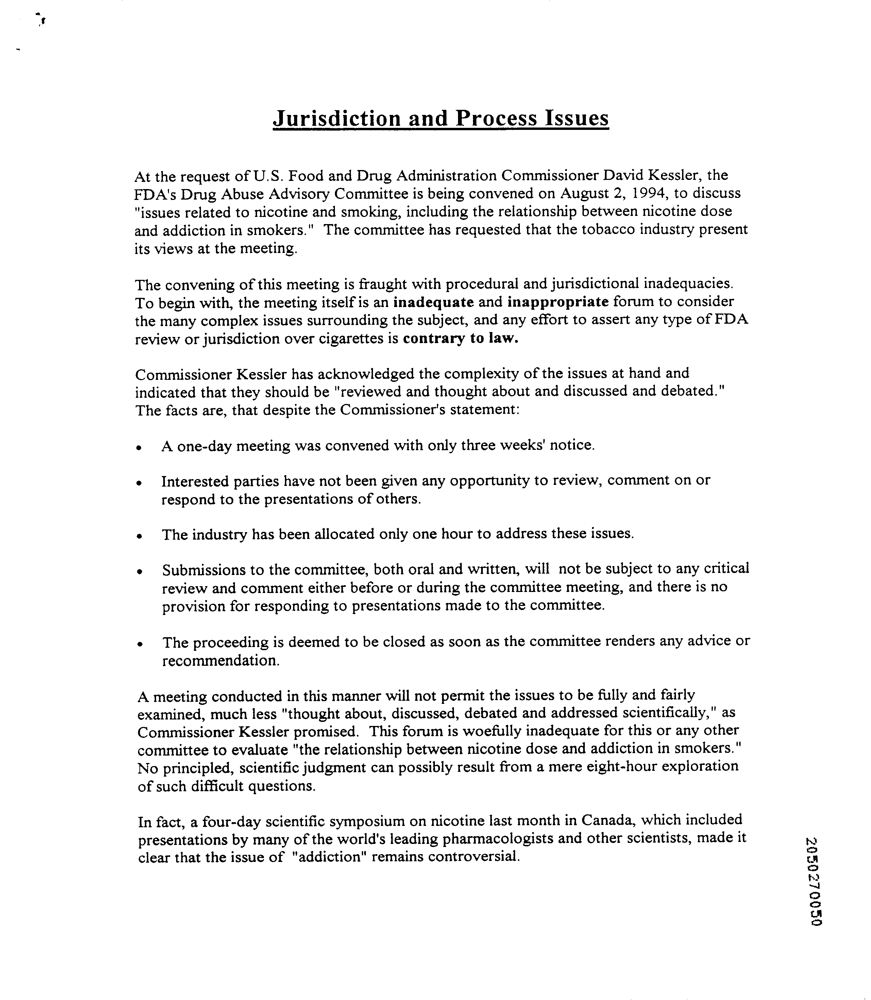 Jurisdiction and Process Issues
At the request of U.S. Food and Drug Administration Commissioner David Kessler, the
FDA's Drug Abuse Advisory Committee is being convened on August 2, 1994, to discuss
"issues related to nicotine and smoking, including the relationship between nicotine dose
and addiction in smokers." The committee has requested that the tobacco industry present
its views at the meeting.
The convening of this meeting is fraught with procedural and jurisdictional inadequacies.
To begin with, the meeting itself is an inadequate and inappropriate forum to consider
the many complex issues surrounding the subject, and any effort to assert any type of FDA
review or jurisdiction over cigarettes is contrary to law.
Commissioner Kessler has acknowledged the complexity of the issues at hand and
indicated that they should be "reviewed and thought about and discussed and debated."
The facts are, that despite the Commissioner's statement:
• A one-day meeting was convened with only three weeks' notice.
• Interested parties have not been given any opportunity to review, comment on or
respond to the presentations of others.
• The industry has been allocated only one hour to address these issues.
• Submissions to the committee, both oral and written, will not be subject to any critical
review and comment either before or during the committee meeting, and there is no
provision for responding to presentations made to the committee.
• The proceeding is deemed to be closed as soon as the committee renders any advice or
recommendation.
A meeting conducted in this manner will not permit the issues to be fully and fairly
examined, much less "thought about, discussed, debated and addressed scientifically," as
Commissioner Kessler promised. This forum is woefully inadequate for this or any other
committee to evaluate "the relationship between nicotine dose and addiction in smokers."
No principled, scientific judgment can possibly result from a mere eight-hour exploration
of such difficult questions.
In fact, a four-day scientific symposium on nicotine last month in Canada, which included
presentations by many of the world's leading pharmacologists and other scientists, made it
clear that the issue of "addiction" remains controversial.
2050270050